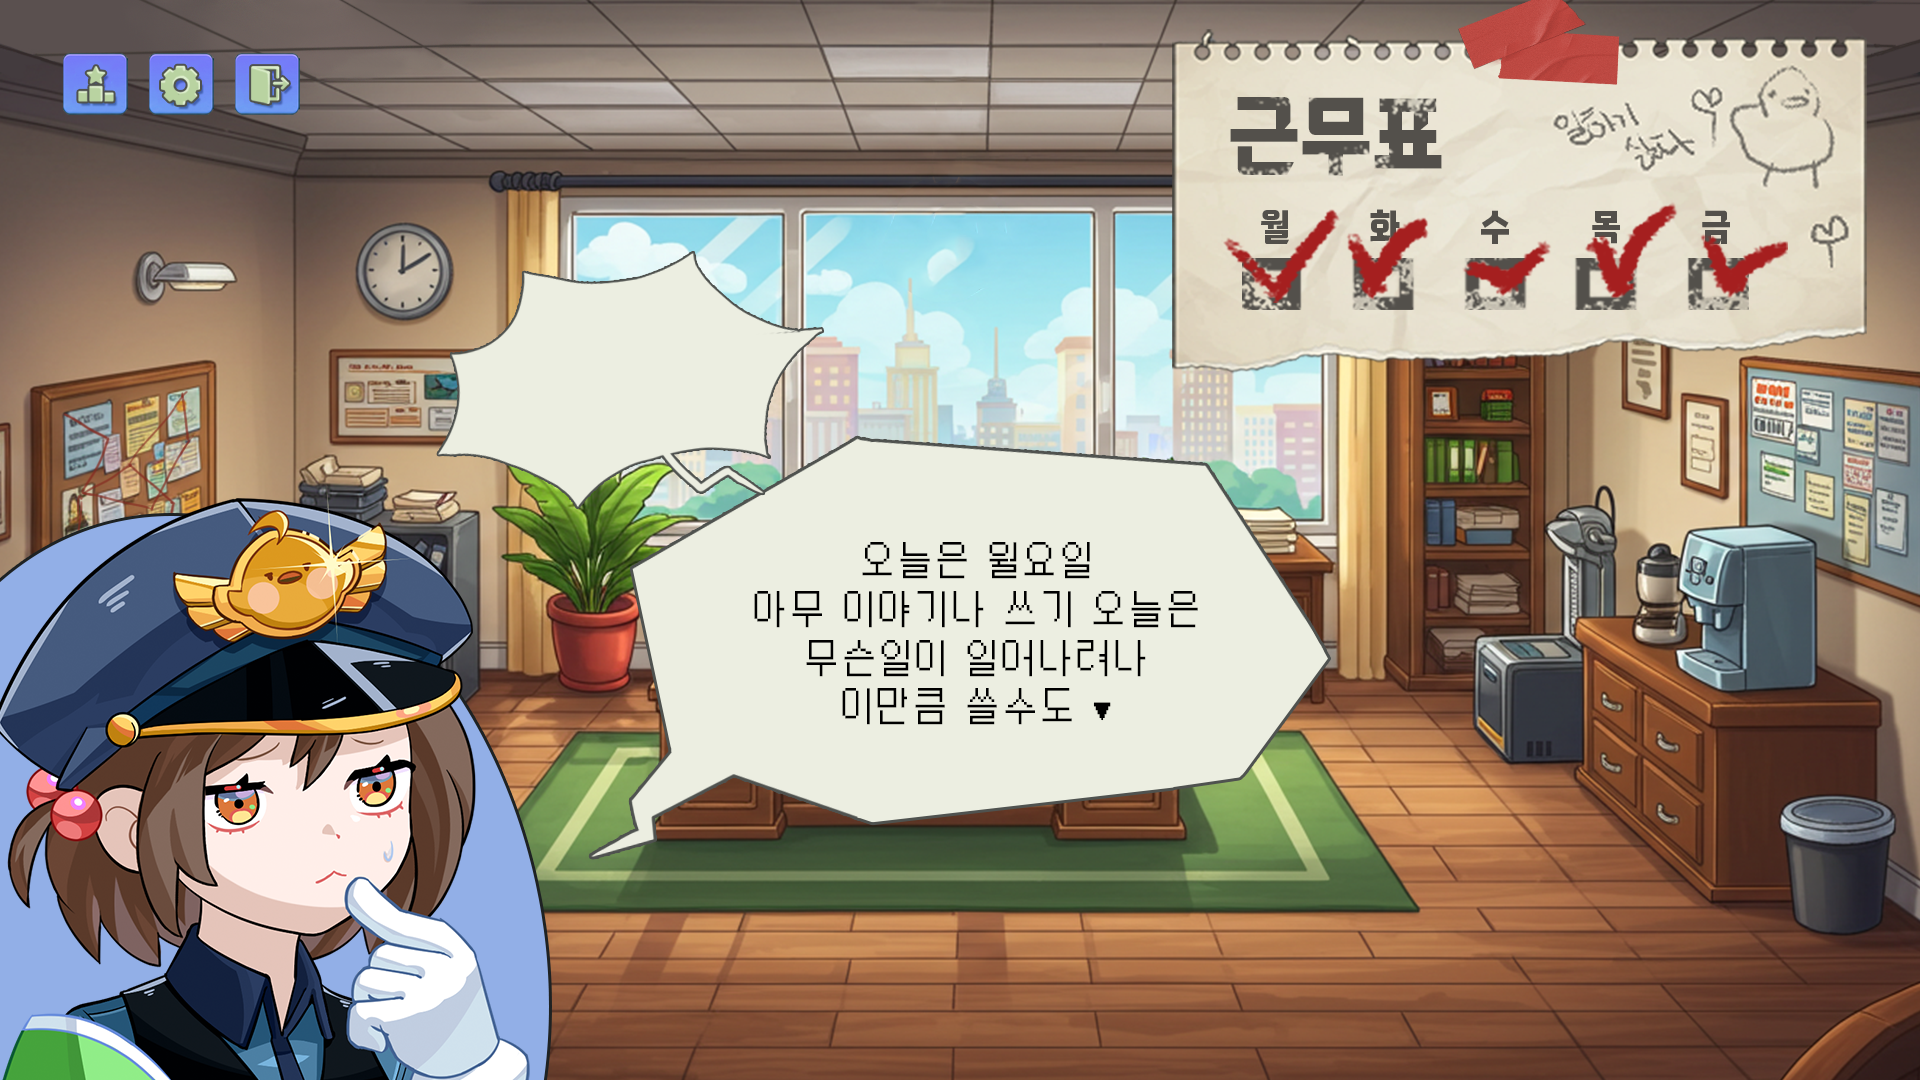 근무표
일하기
싫다
월 화 수 목 금
오늘은 월요일
아무 이야기나 쓰기 오늘은
무슨일이 일어나려나
이만큼 쓸수도 ▼